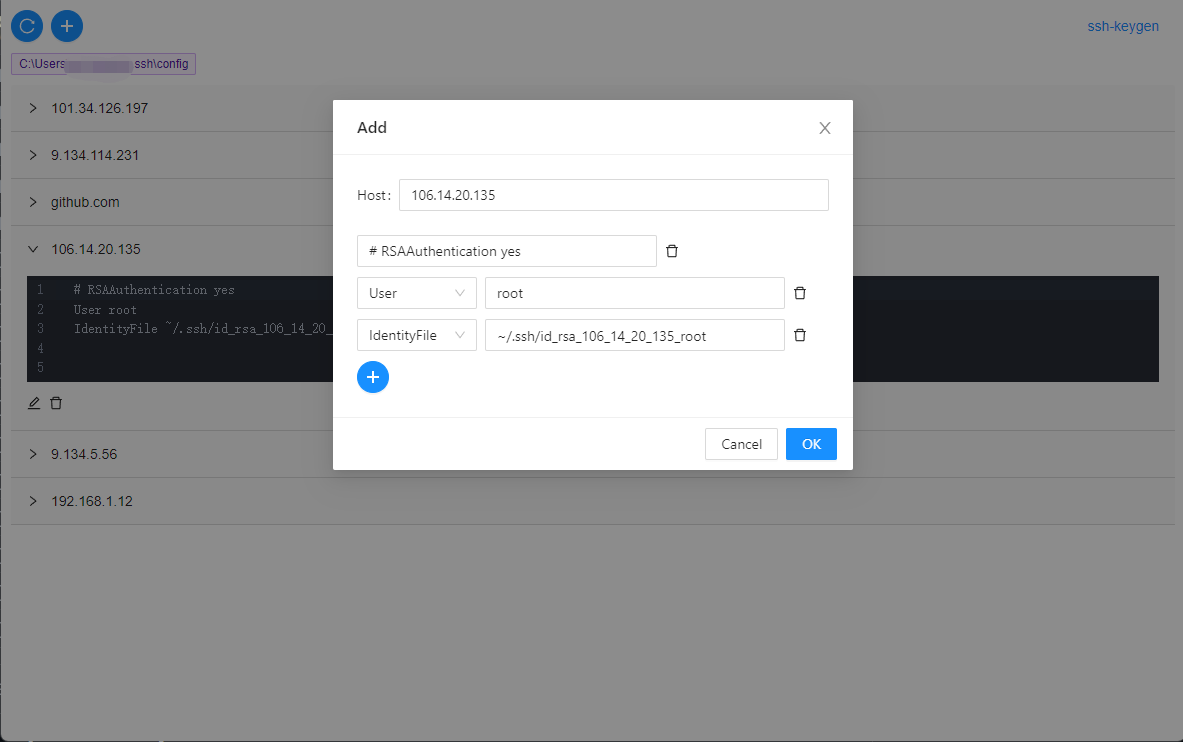 ssh-keygen
C:\Users .ssh\config
101.34.126.197
9.134.114.231
github.com
106.14.20.135
1 # RSAAuthentication yes
2 User root
3 IdentityFile ~/.ssh/id_rsa_106_14_20_
4
5
9.134.5.56
192.168.1.12
Add
Host: 106.14.20.135
# RSAAuthentication yes
User root
IdentityFile ~/.ssh/id_rsa_106_14_20_135_root
Cancel OK